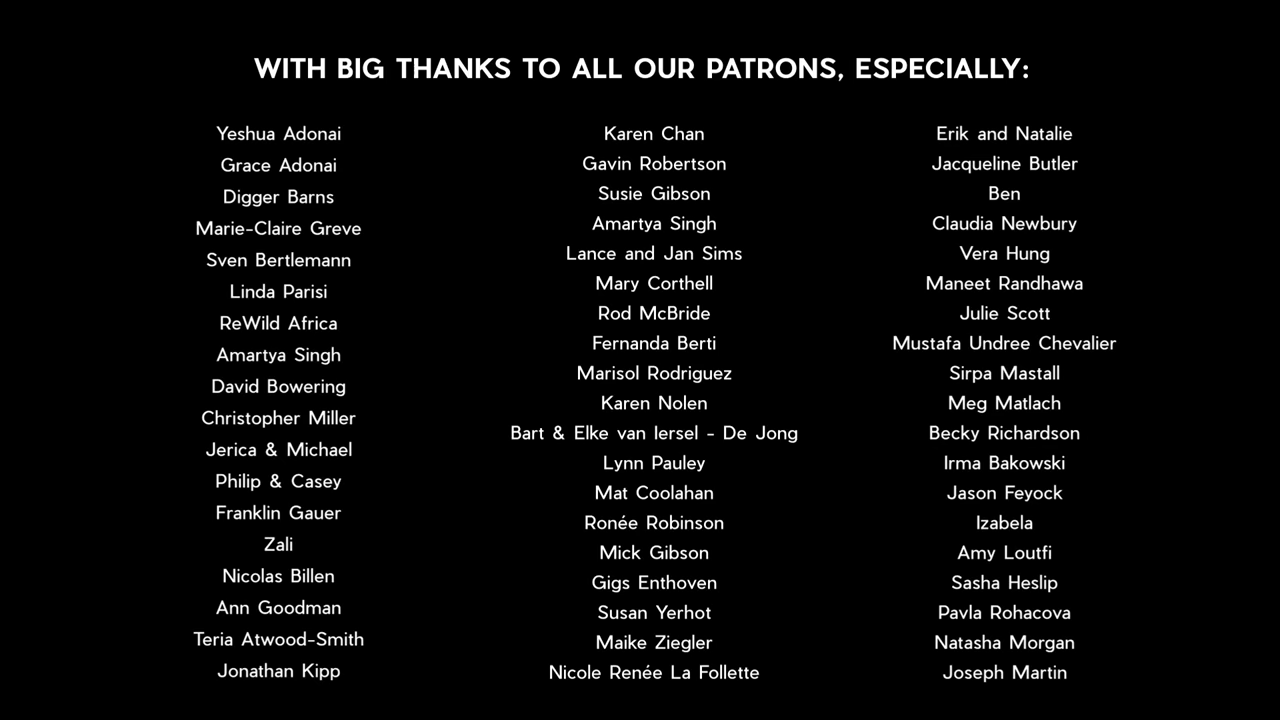 WITH BIG THANKS TO ALL OUR PATRONS, ESPECIALLY:
Yeshua Adonai
Grace Adonai
Digger Barns
Marie-Claire Greve
Sven Bertlemann
Linda Parisi
ReWild Africa
Amartya Singh
David Bowering
Christopher Miller
Jerica & Michael
Philip & Casey
Franklin Gauer
Zali
Nicolas Billen
Ann Goodman
Teria Atwood-Smith
Jonathan Kipp
Karen Chan
Gavin Robertson
Susie Gibson
Amartya Singh
Lance and Jan Sims
Mary Corthell
Rod McBride
Fernanda Berti
Marisol Rodriguez
Karen Nolen
Bart & Elke van Iersel - De Jong
Lynn Pauley
Mat Coolahan
Ronée Robinson
Mick Gibson
Gigs Enthoven
Susan Yerhot
Maike Ziegler
Nicole Renée La Follette
Erik and Natalie
Jacqueline Butler
Ben
Claudia Newbury
Vera Hung
Maneet Randhawa
Julie Scott
Mustafa Undree Chevalier
Sirpa Mastall
Meg Matlach
Becky Richardson
Irma Bakowski
Jason Feyock
Izabela
Amy Loutfi
Sasha Heslip
Pavla Rohacova
Natasha Morgan
Joseph Martin